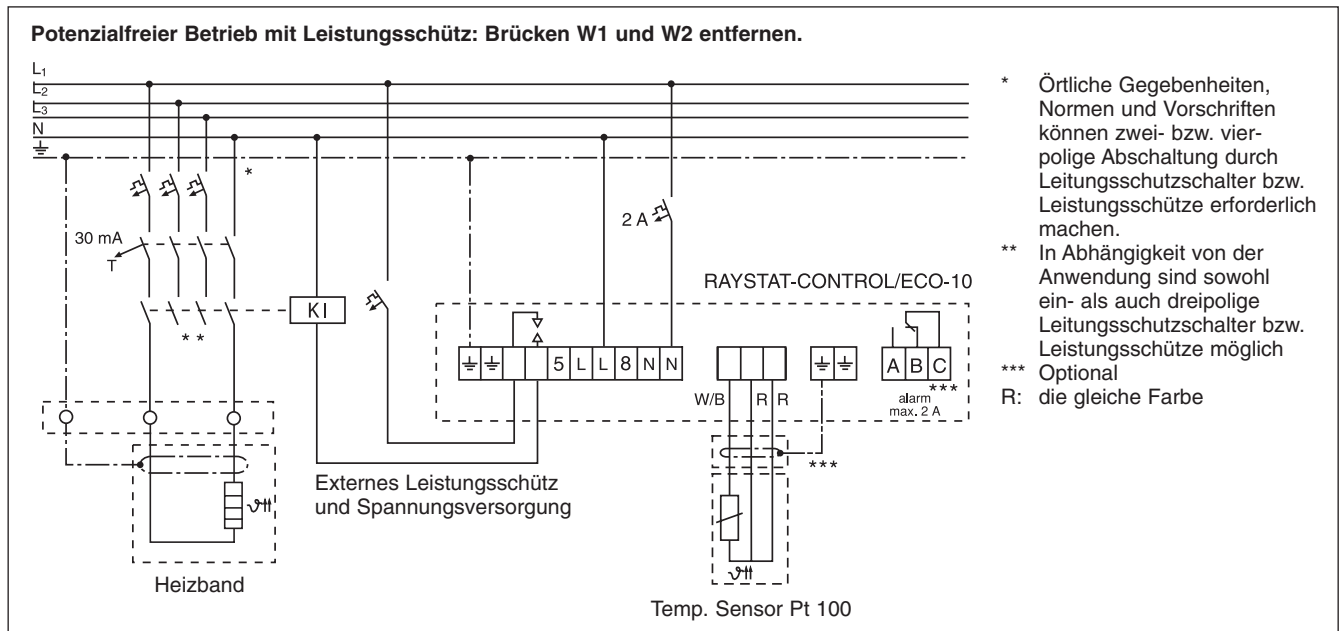 Potenzialfreier Betrieb mit Leistungsschütz: Brücken W1 und W2 entfernen.
L1
L2
L3
N
*
30 mA
T
* *
KI
2 A
RAYSTAT-CONTROL/ECO-10
5 L L 8 N N
A B C
***
W/B R R
alarm
max. 2 A
***
Externes Leistungsschütz
und Spannungsversorgung
ϑ
ϑ
Heizband
Temp. Sensor Pt 100
* Örtliche Gegebenheiten,
Normen und Vorschriften
können zwei- bzw. vier-
polige Abschaltung durch
Leitungsschutzschalter bzw.
Leistungsschütze erforderlich
machen.
** In Abhängigkeit von der
Anwendung sind sowohl
ein- als auch dreipolige
Leitungsschutzschalter bzw.
Leistungsschütze möglich
*** Optional
R: die gleiche Farbe